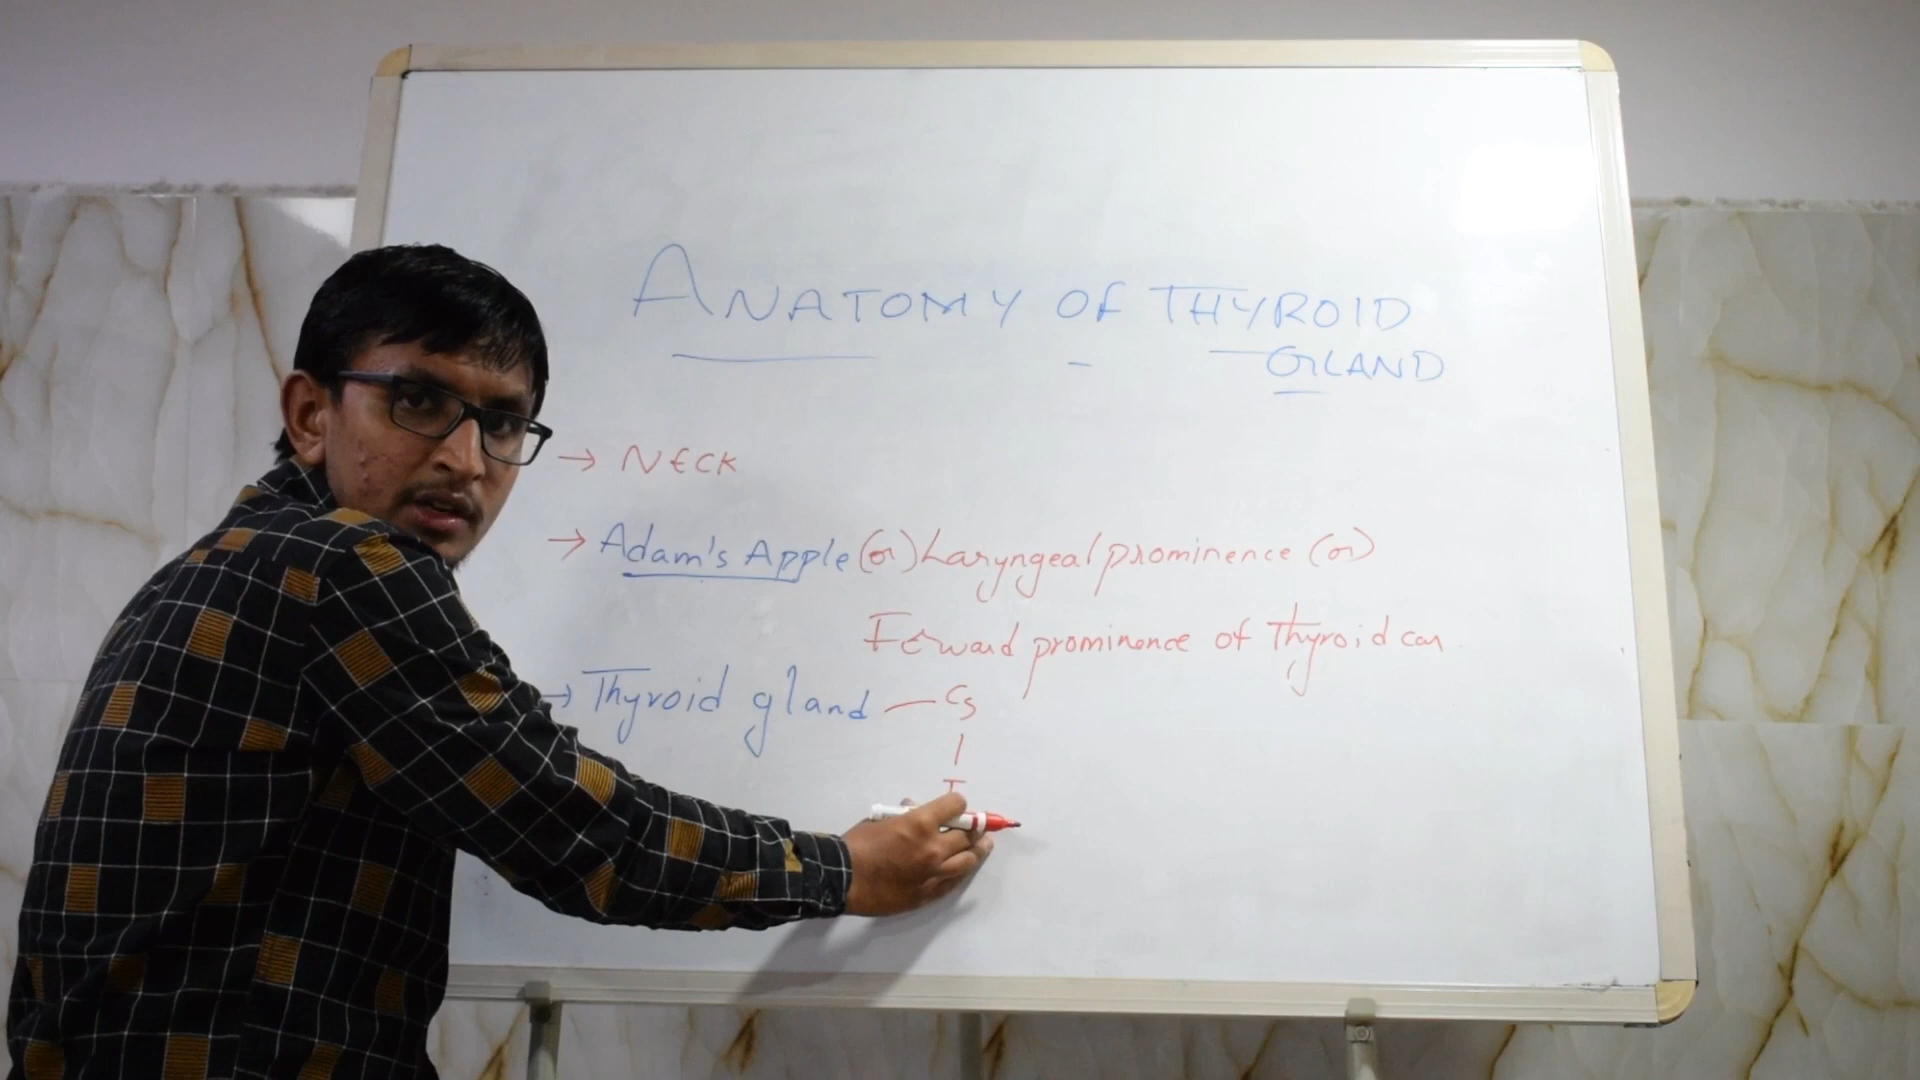 ANATOMY OF THYROID
GLAND
→ NECK
→ Adam's Apple (or) Laryngeal prominence (or)
Forward prominence of Thyroid car
→ Thyroid gland — C5
|
T